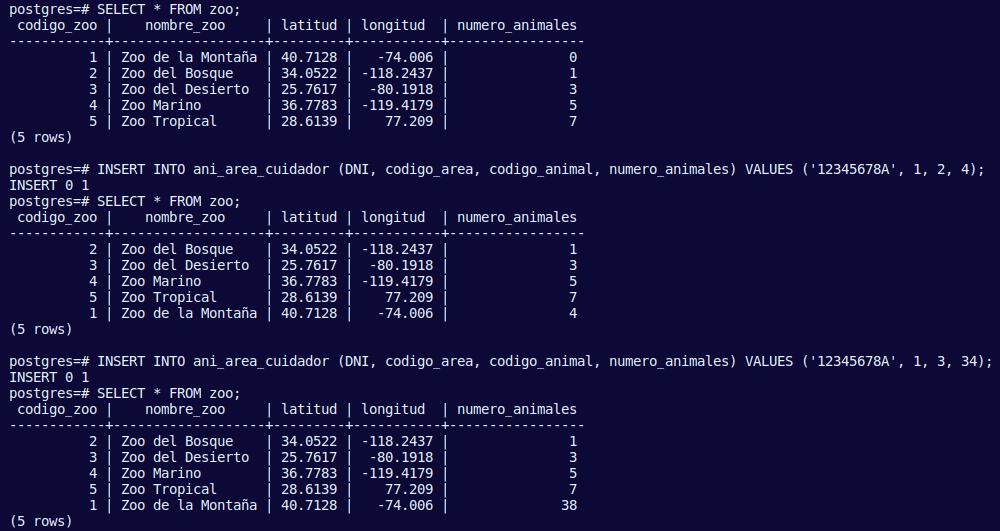 postgres=# SELECT * FROM zoo;
 codigo_zoo |    nombre_zoo     | latitud | longitud  | numero_animales
------------+-------------------+---------+-----------+-----------------
          1 | Zoo de la Montaña | 40.7128 |   -74.006 |               0
          2 | Zoo del Bosque    | 34.0522 | -118.2437 |               1
          3 | Zoo del Desierto  | 25.7617 |  -80.1918 |               3
          4 | Zoo Marino        | 36.7783 | -119.4179 |               5
          5 | Zoo Tropical      | 28.6139 |    77.209 |               7
(5 rows)

postgres=# INSERT INTO ani_area_cuidador (DNI, codigo_area, codigo_animal, numero_animales) VALUES ('12345678A', 1, 2, 4);
INSERT 0 1
postgres=# SELECT * FROM zoo;
 codigo_zoo |    nombre_zoo     | latitud | longitud  | numero_animales
------------+-------------------+---------+-----------+-----------------
          2 | Zoo del Bosque    | 34.0522 | -118.2437 |               1
          3 | Zoo del Desierto  | 25.7617 |  -80.1918 |               3
          4 | Zoo Marino        | 36.7783 | -119.4179 |               5
          5 | Zoo Tropical      | 28.6139 |    77.209 |               7
          1 | Zoo de la Montaña | 40.7128 |   -74.006 |               4
(5 rows)

postgres=# INSERT INTO ani_area_cuidador (DNI, codigo_area, codigo_animal, numero_animales) VALUES ('12345678A', 1, 3, 34);
INSERT 0 1
postgres=# SELECT * FROM zoo;
 codigo_zoo |    nombre_zoo     | latitud | longitud  | numero_animales
------------+-------------------+---------+-----------+-----------------
          2 | Zoo del Bosque    | 34.0522 | -118.2437 |               1
          3 | Zoo del Desierto  | 25.7617 |  -80.1918 |               3
          4 | Zoo Marino        | 36.7783 | -119.4179 |               5
          5 | Zoo Tropical      | 28.6139 |    77.209 |               7
          1 | Zoo de la Montaña | 40.7128 |   -74.006 |              38
(5 rows)